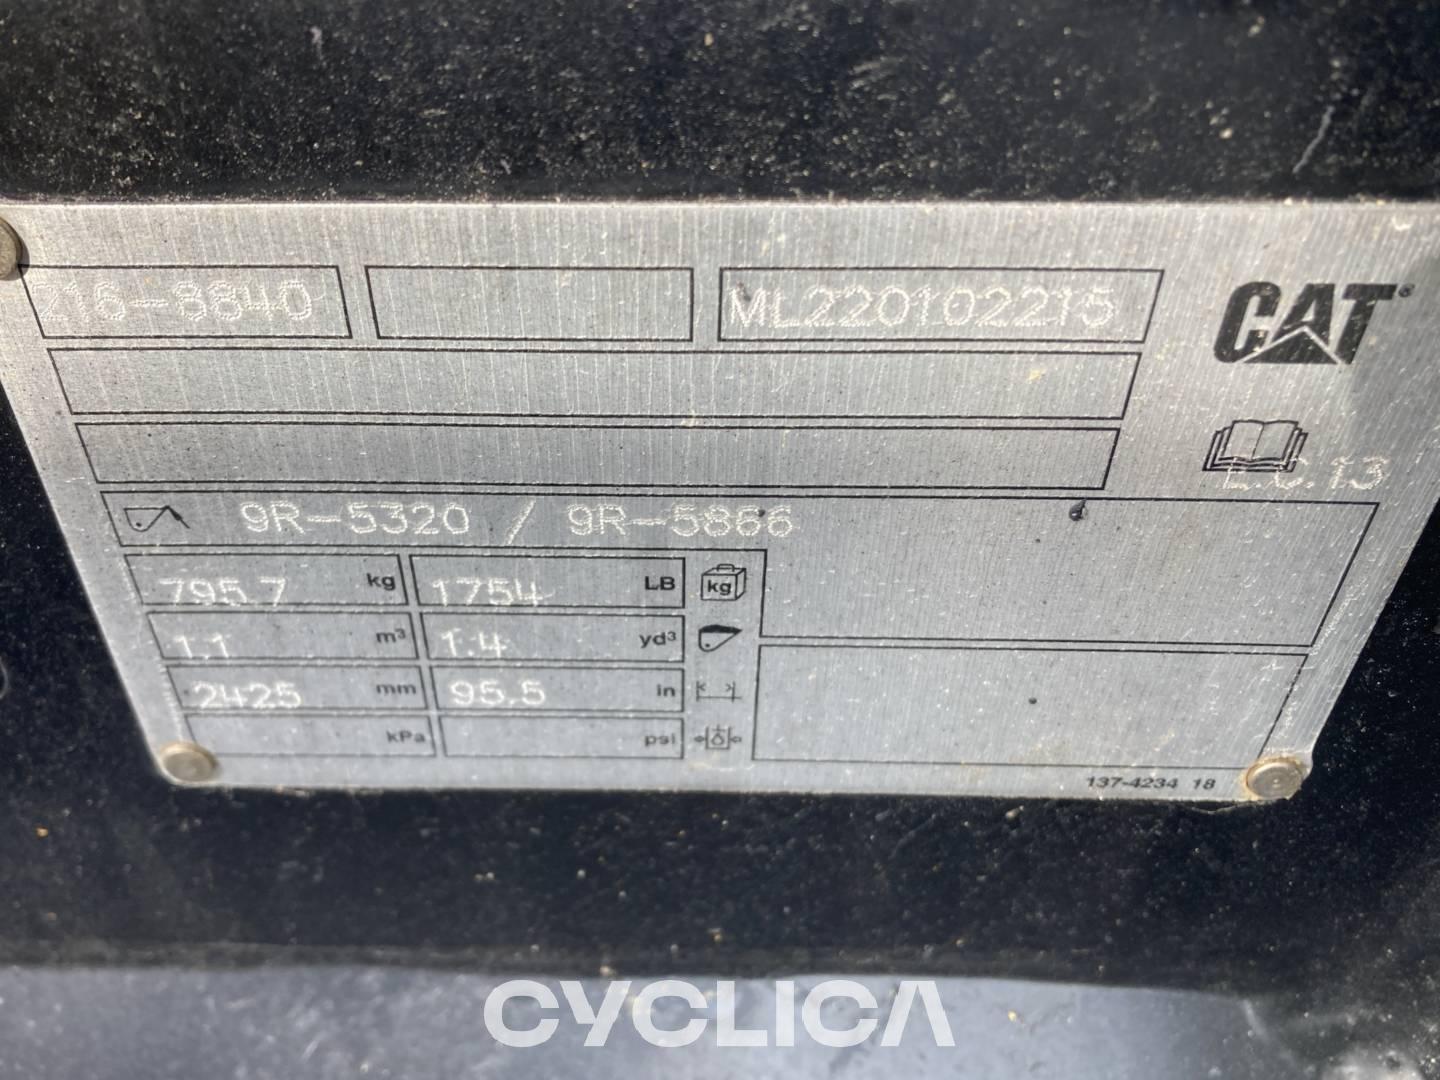 216-8840 ML220102215 CAT®
L.C.13
9R-5320 / 9R-5866
795.7 kg 1754 LB kg
1.1 m³ 1.4 yd³
2425 mm 95.5 in
kPa psi
137-4234 18
CYCLICA